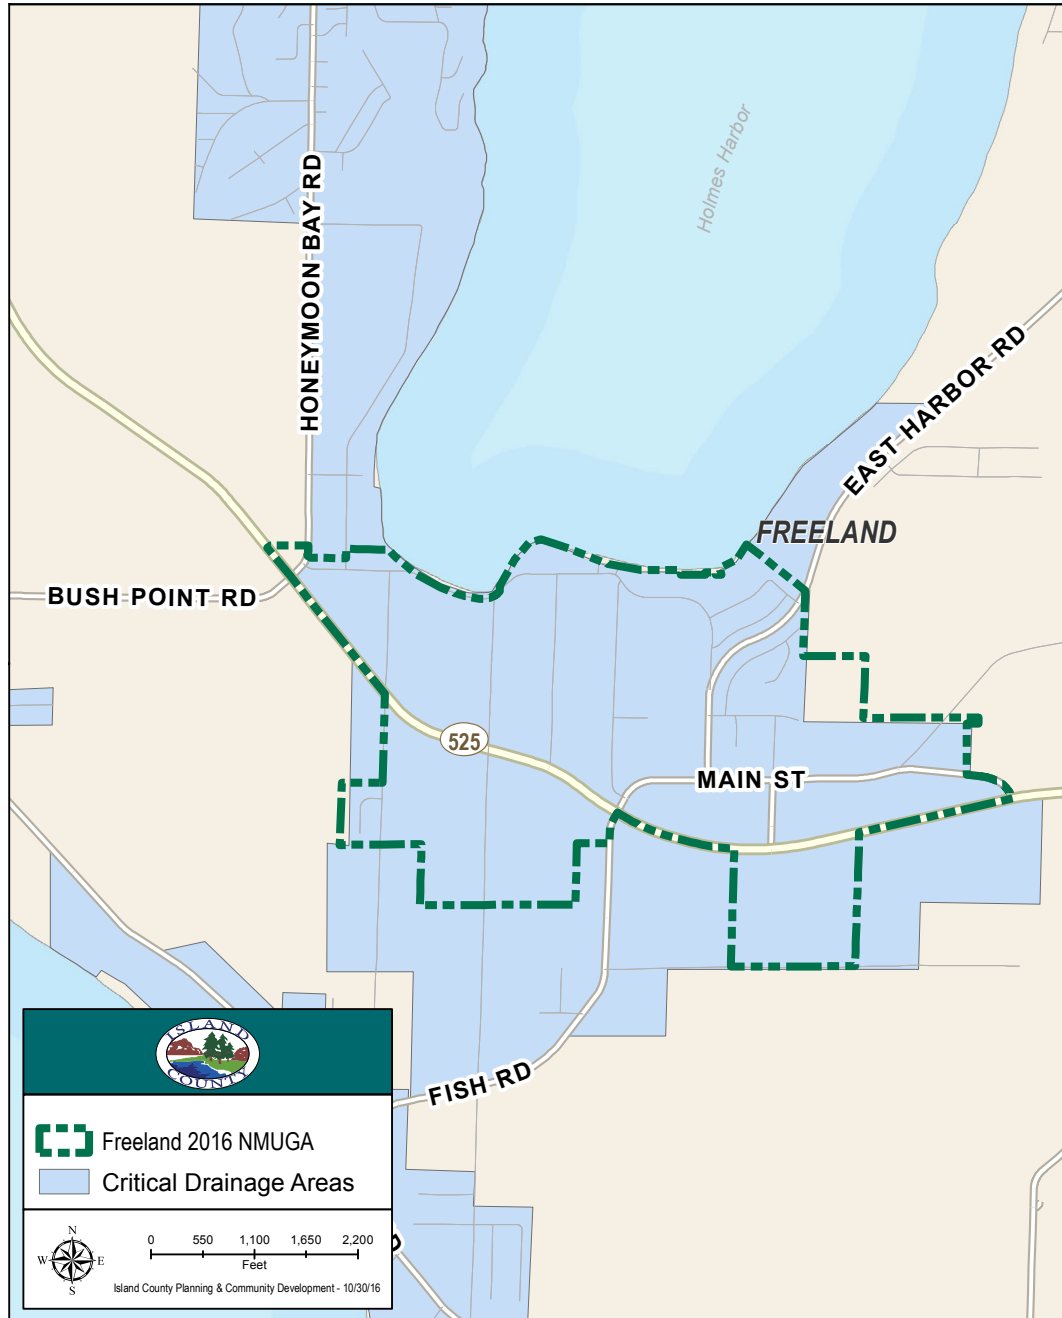 Holmes Harbor
HONEYMOON BAY RD
EAST HARBOR RD
FREELAND
BUSH POINT RD
525
MAIN ST
FISH RD
ISLAND
COUNTY
Freeland 2016 NMUGA
Critical Drainage Areas
N
W E
S
0 550 1,100 1,650 2,200
Feet
Island County Planning & Community Development - 10/30/16